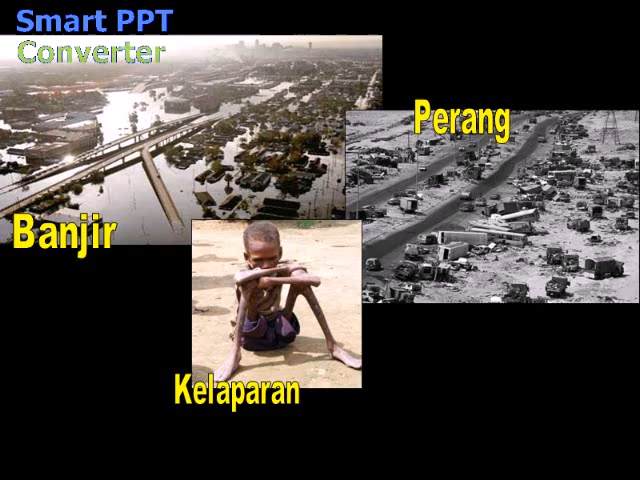 Smart PPT
Converter
Perang
Banjir
Kelaparan